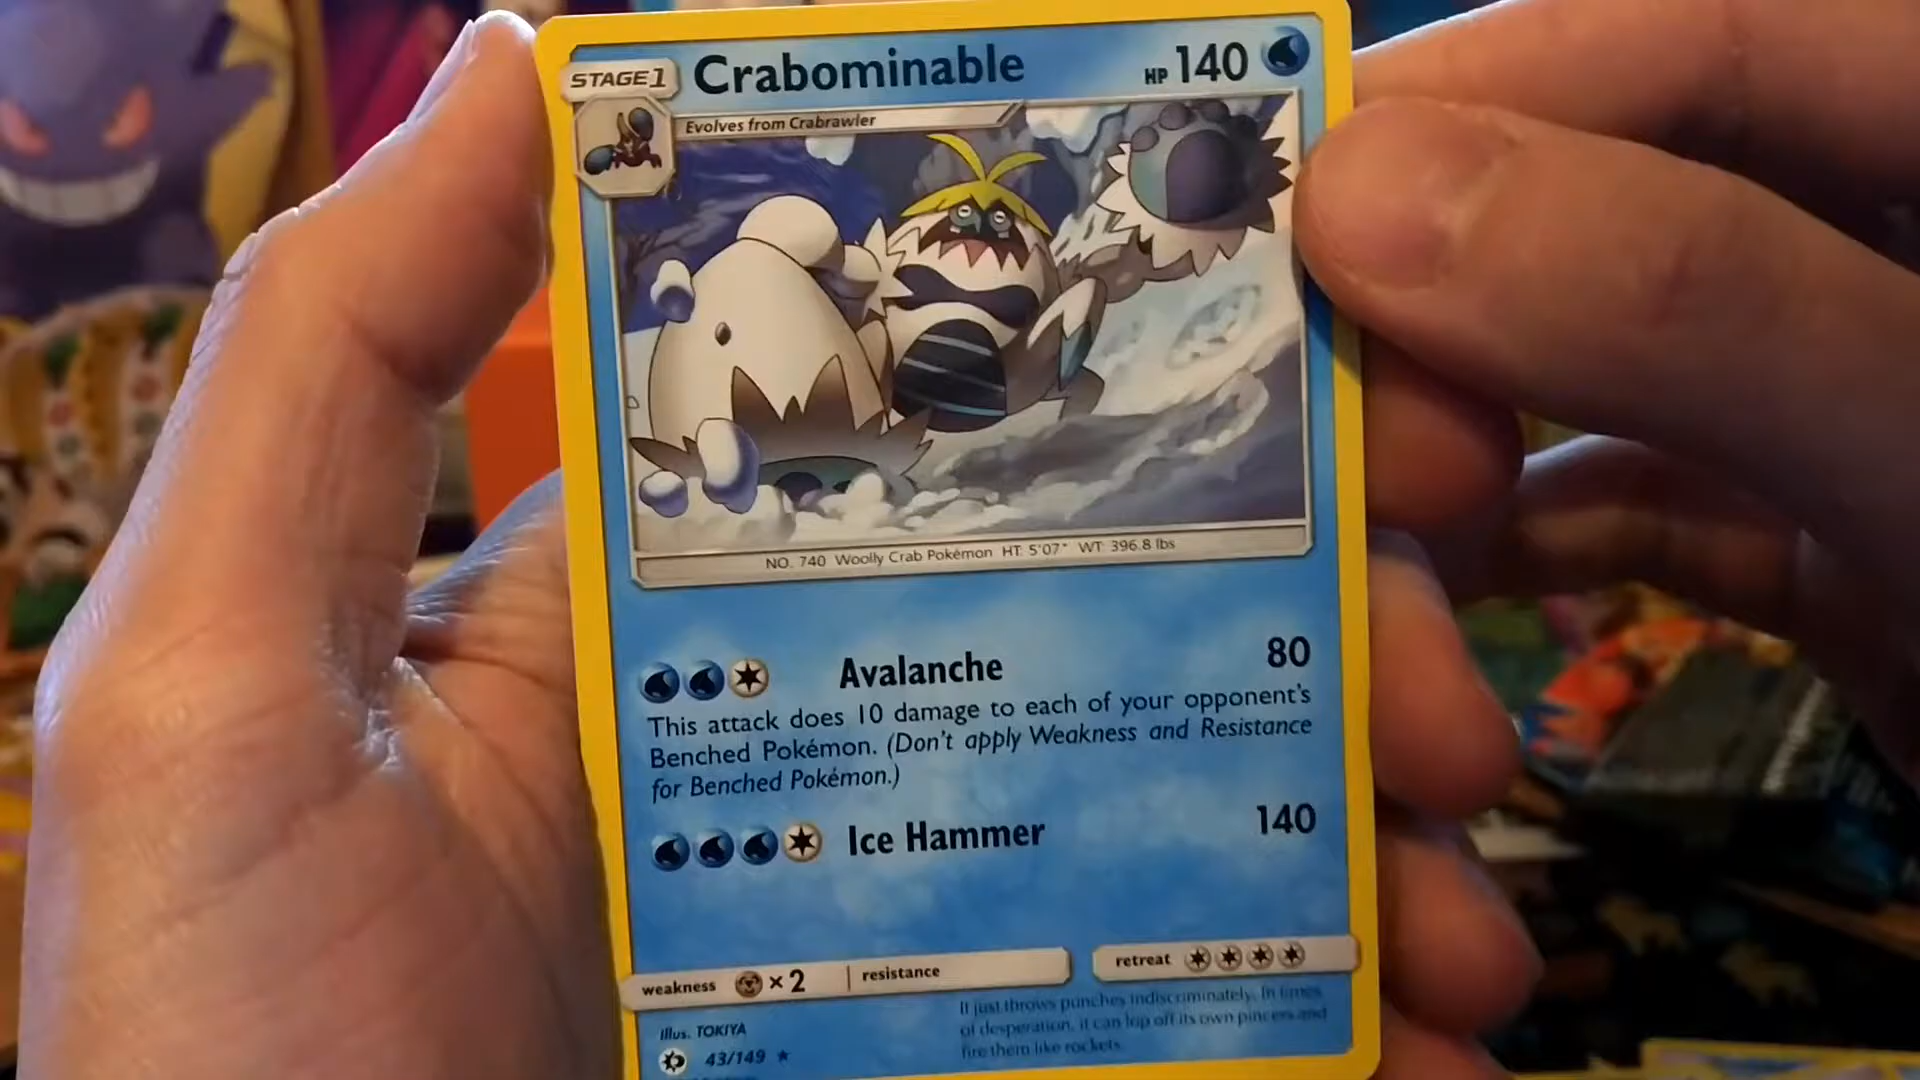 STAGE1 Crabominable HP 140
Evolves from Crabrawler
NO. 740 Woolly Crab Pokémon HT: 5'07" WT: 396.8 lbs
Avalanche 80
This attack does 10 damage to each of your opponent's
Benched Pokémon. (Don't apply Weakness and Resistance
for Benched Pokémon.)
Ice Hammer 140
weakness ×2 resistance retreat
It just throws punches indiscriminately. In times
of desperation, it can lop off its own pincers and
fire them like rockets.
Illus. TOKIYA
43/149 ★